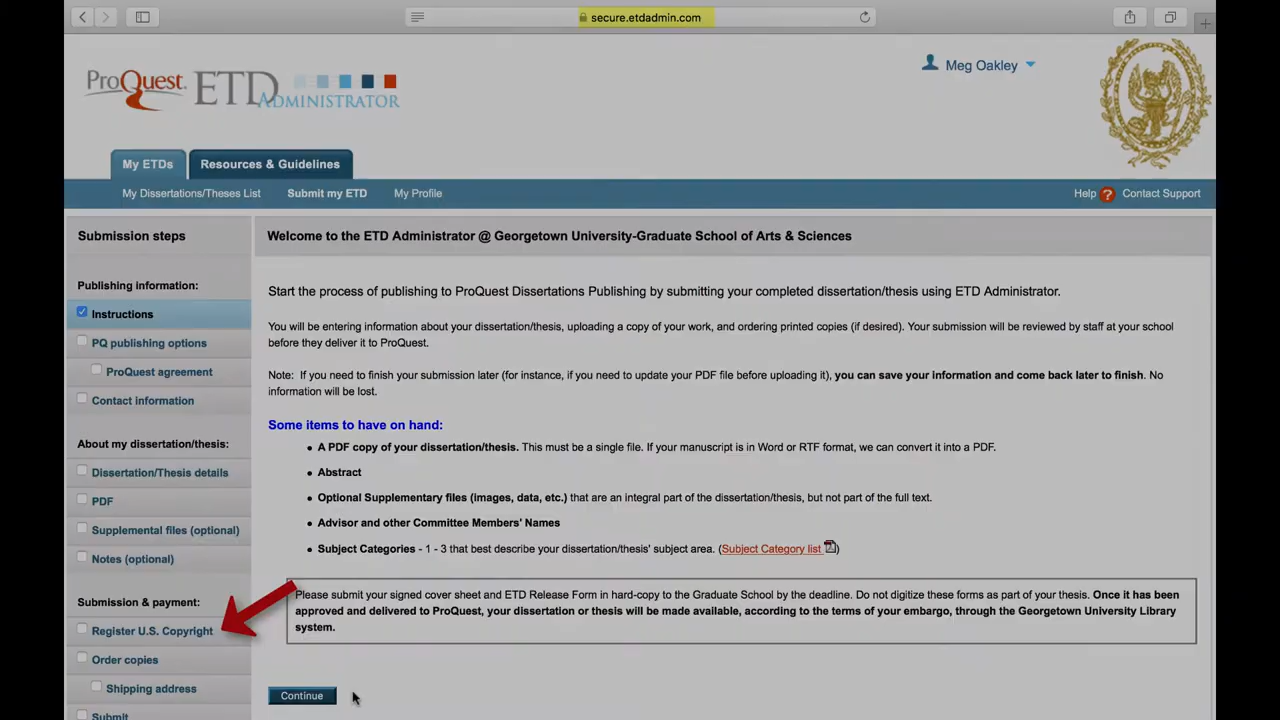 secure.etdadmin.com
ProQuest ETD ADMINISTRATOR
Meg Oakley
My ETDs Resources & Guidelines
My Dissertations/Theses List Submit my ETD My Profile Help ? Contact Support
Submission steps
Welcome to the ETD Administrator @ Georgetown University-Graduate School of Arts & Sciences
Publishing information:
Instructions
PQ publishing options
ProQuest agreement
Contact information
About my dissertation/thesis:
Dissertation/Thesis details
PDF
Supplemental files (optional)
Notes (optional)
Submission & payment:
Register U.S. Copyright
Order copies
Shipping address
Submit
Start the process of publishing to ProQuest Dissertations Publishing by submitting your completed dissertation/thesis using ETD Administrator.
You will be entering information about your dissertation/thesis, uploading a copy of your work, and ordering printed copies (if desired). Your submission will be reviewed by staff at your school
before they deliver it to ProQuest.
Note: If you need to finish your submission later (for instance, if you need to update your PDF file before uploading it), you can save your information and come back later to finish. No
information will be lost.
Some items to have on hand:
• A PDF copy of your dissertation/thesis. This must be a single file. If your manuscript is in Word or RTF format, we can convert it into a PDF.
• Abstract
• Optional Supplementary files (images, data, etc.) that are an integral part of the dissertation/thesis, but not part of the full text.
• Advisor and other Committee Members' Names
• Subject Categories - 1 - 3 that best describe your dissertation/thesis' subject area. (Subject Category list)
Please submit your signed cover sheet and ETD Release Form in hard-copy to the Graduate School by the deadline. Do not digitize these forms as part of your thesis. Once it has been
approved and delivered to ProQuest, your dissertation or thesis will be made available, according to the terms of your embargo, through the Georgetown University Library
system.
Continue